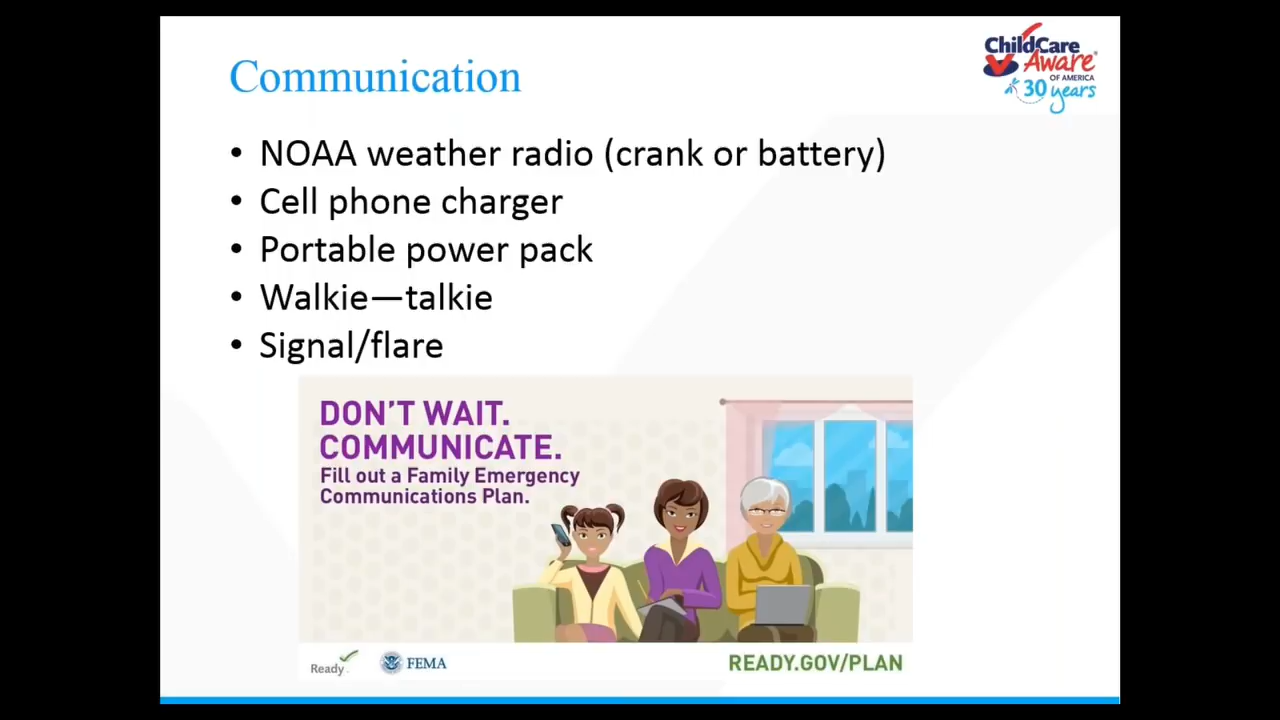 Communication
ChildCare
Aware®
OF AMERICA
30 years
• NOAA weather radio (crank or battery)
• Cell phone charger
• Portable power pack
• Walkie—talkie
• Signal/flare
DON'T WAIT.
COMMUNICATE.
Fill out a Family Emergency
Communications Plan.
Ready
FEMA
READY.GOV/PLAN